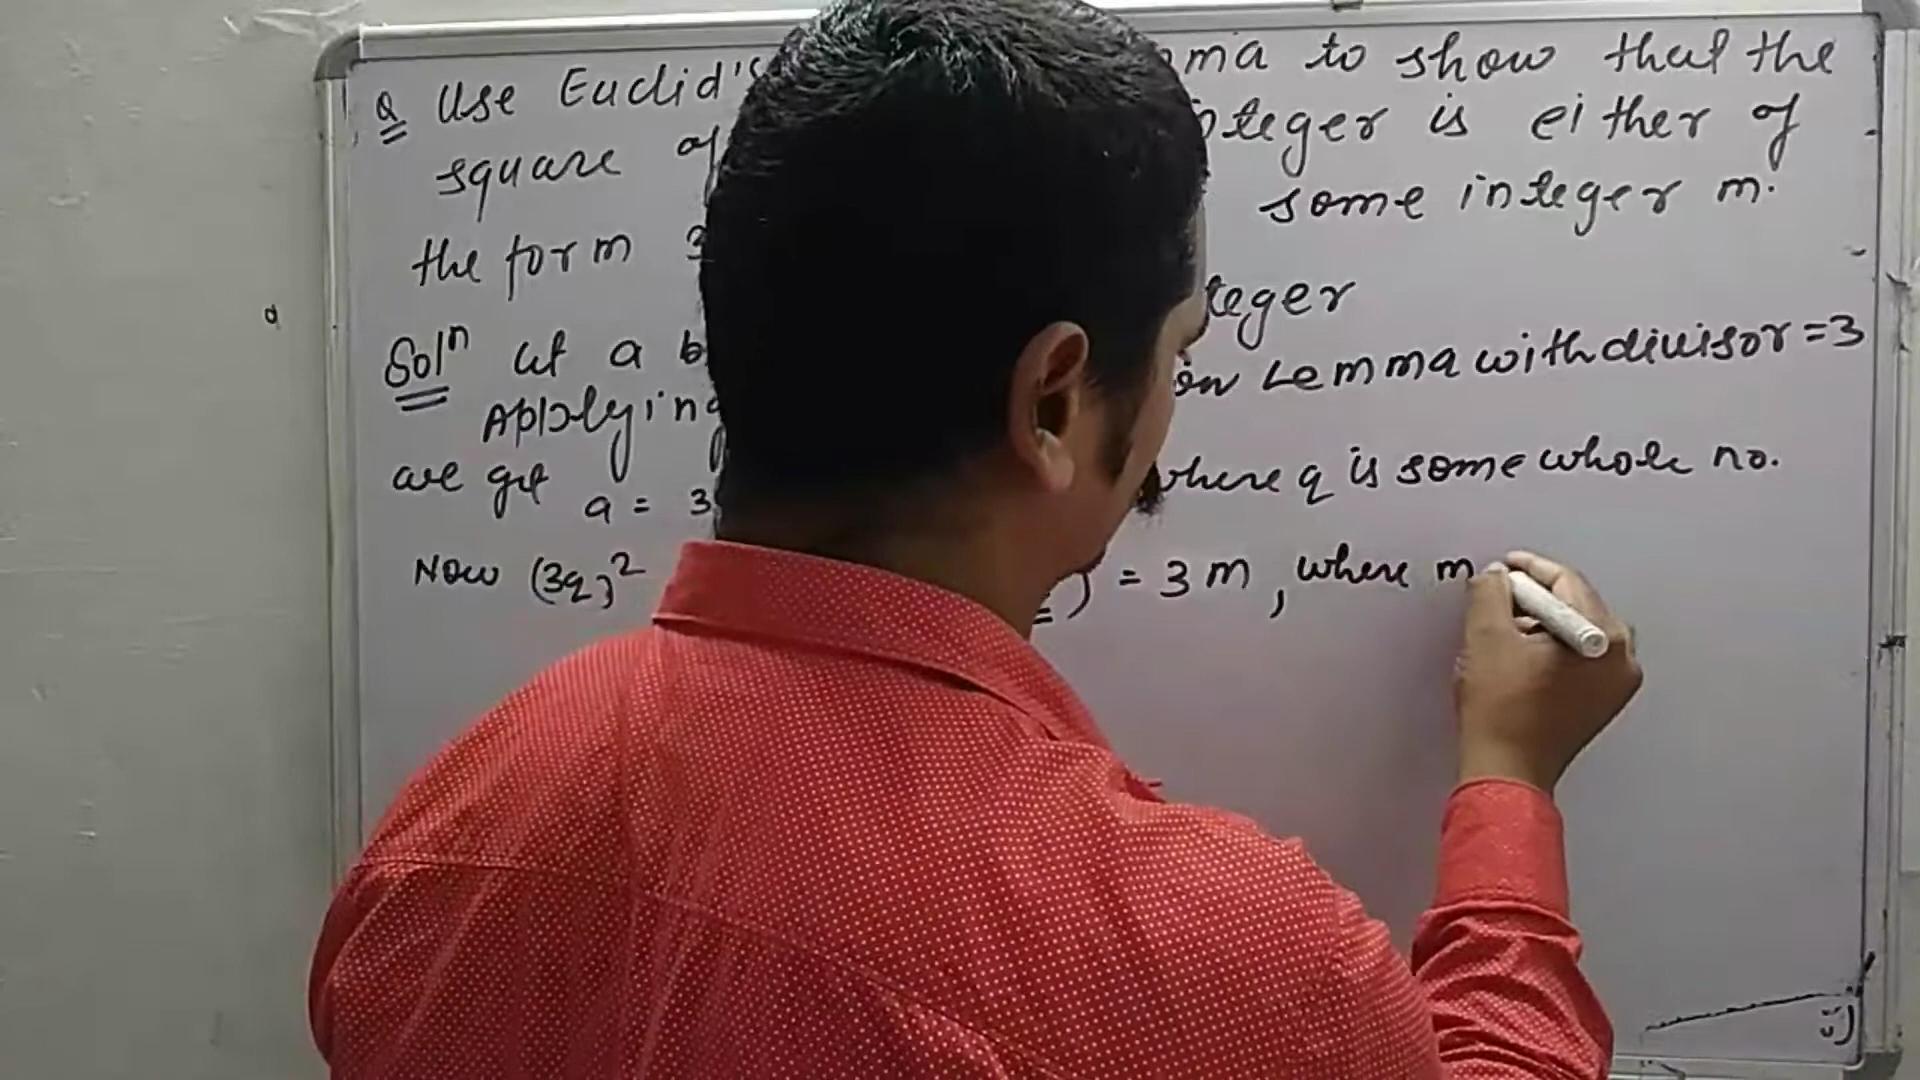 Q Use Euclid's ma to show that the
square of integer is either of
the form 3 some integer m.
Soln let a b teger
Applying on Lemma with divisor = 3
we get a = 3 where q is some whole no.
Now (3q)² ) = 3m, where m